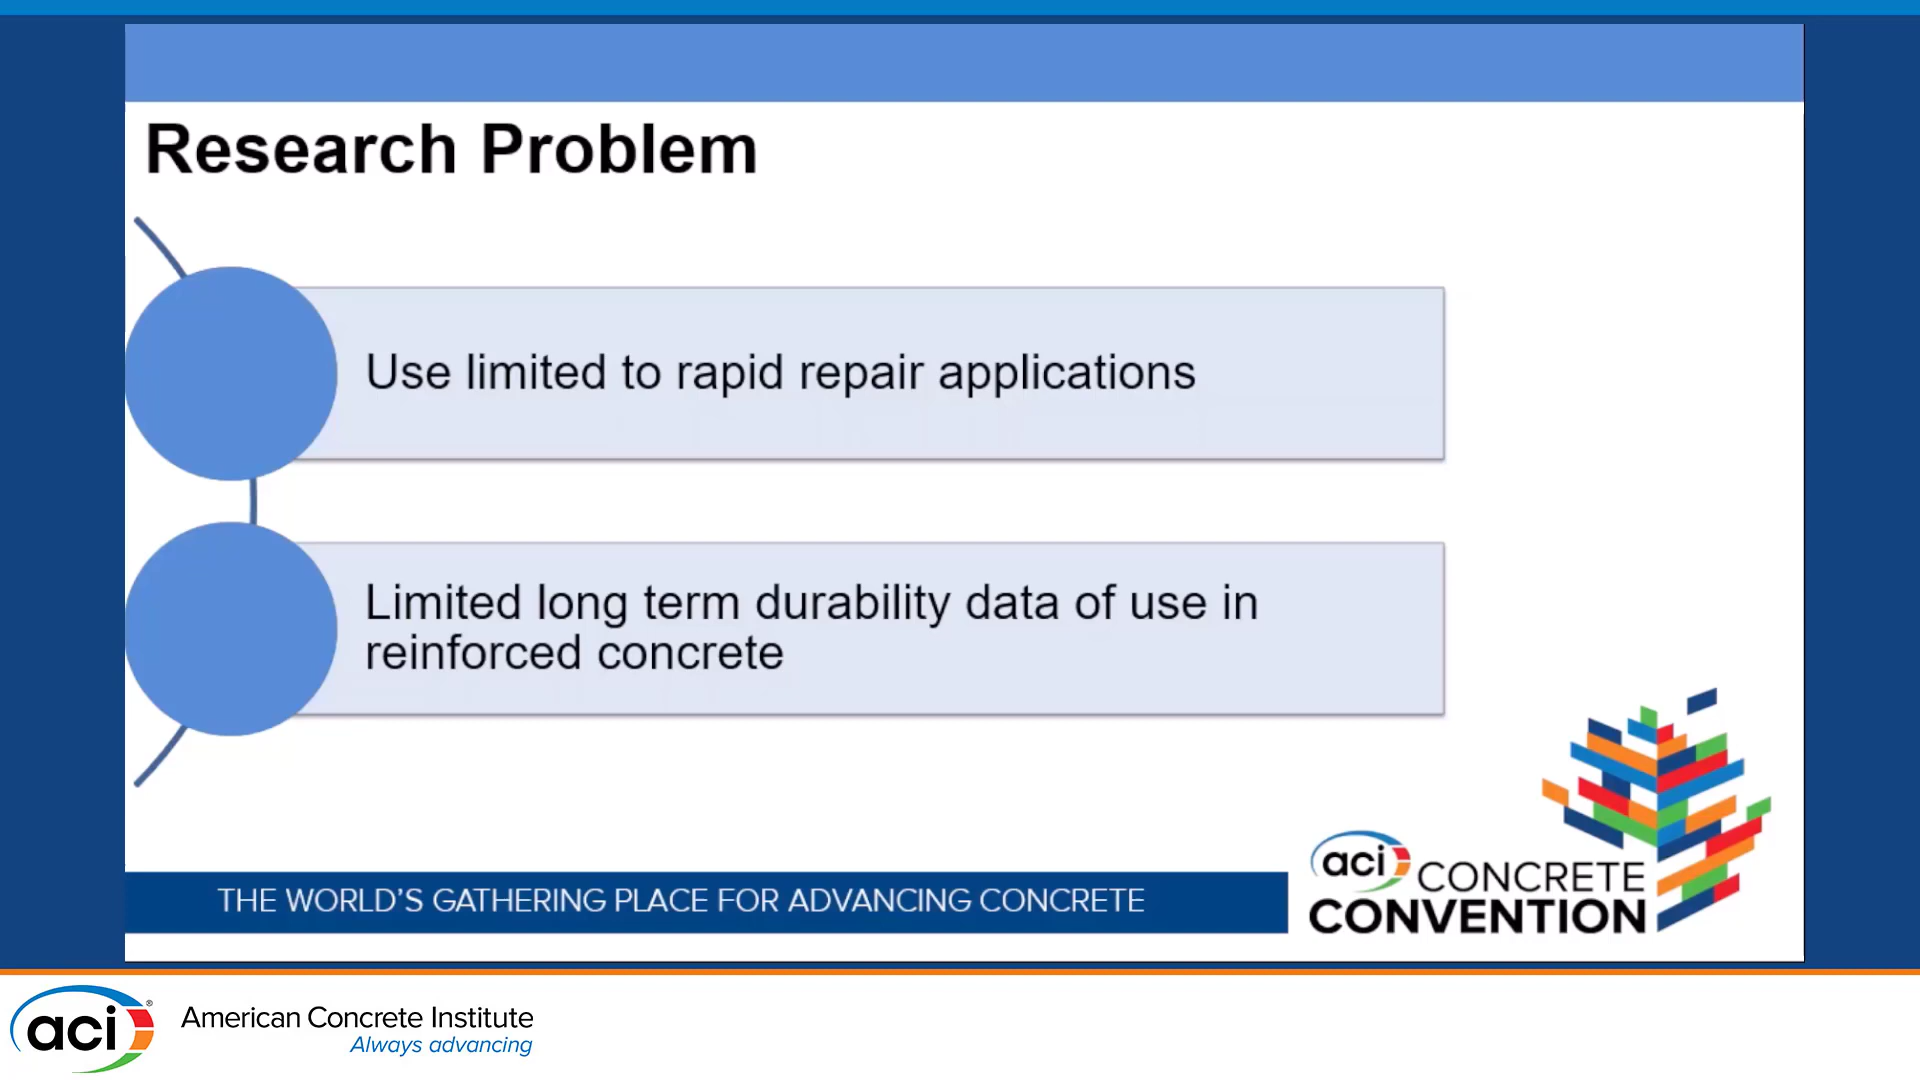 Research Problem
Use limited to rapid repair applications
Limited long term durability data of use in
reinforced concrete
THE WORLD'S GATHERING PLACE FOR ADVANCING CONCRETE
aci CONCRETE
CONVENTION
aci® American Concrete Institute
Always advancing